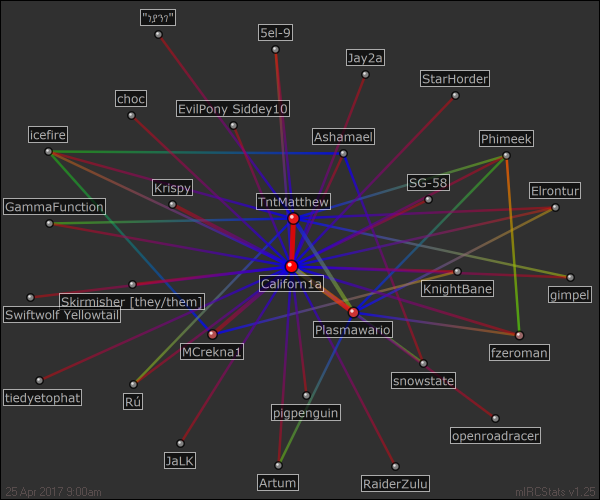 5el-9
Jay2a
StarHorder
choc
EvilPony Siddey10
icefire
Ashamael
Phimeek
Krispy
SG-58
Elrontur
GammaFunction
TntMatthew
Californ1a
KnightBane
gimpel
Skirmisher [they/them]
Swiftwolf Yellowtail
Plasmawario
MCrekna1
fzeroman
snowstate
tiedyetophat
Rú
pigpenguin
openroadracer
JaLK
Artum
RaiderZulu
25 Apr 2017 9:00am
mIRCStats v1.25